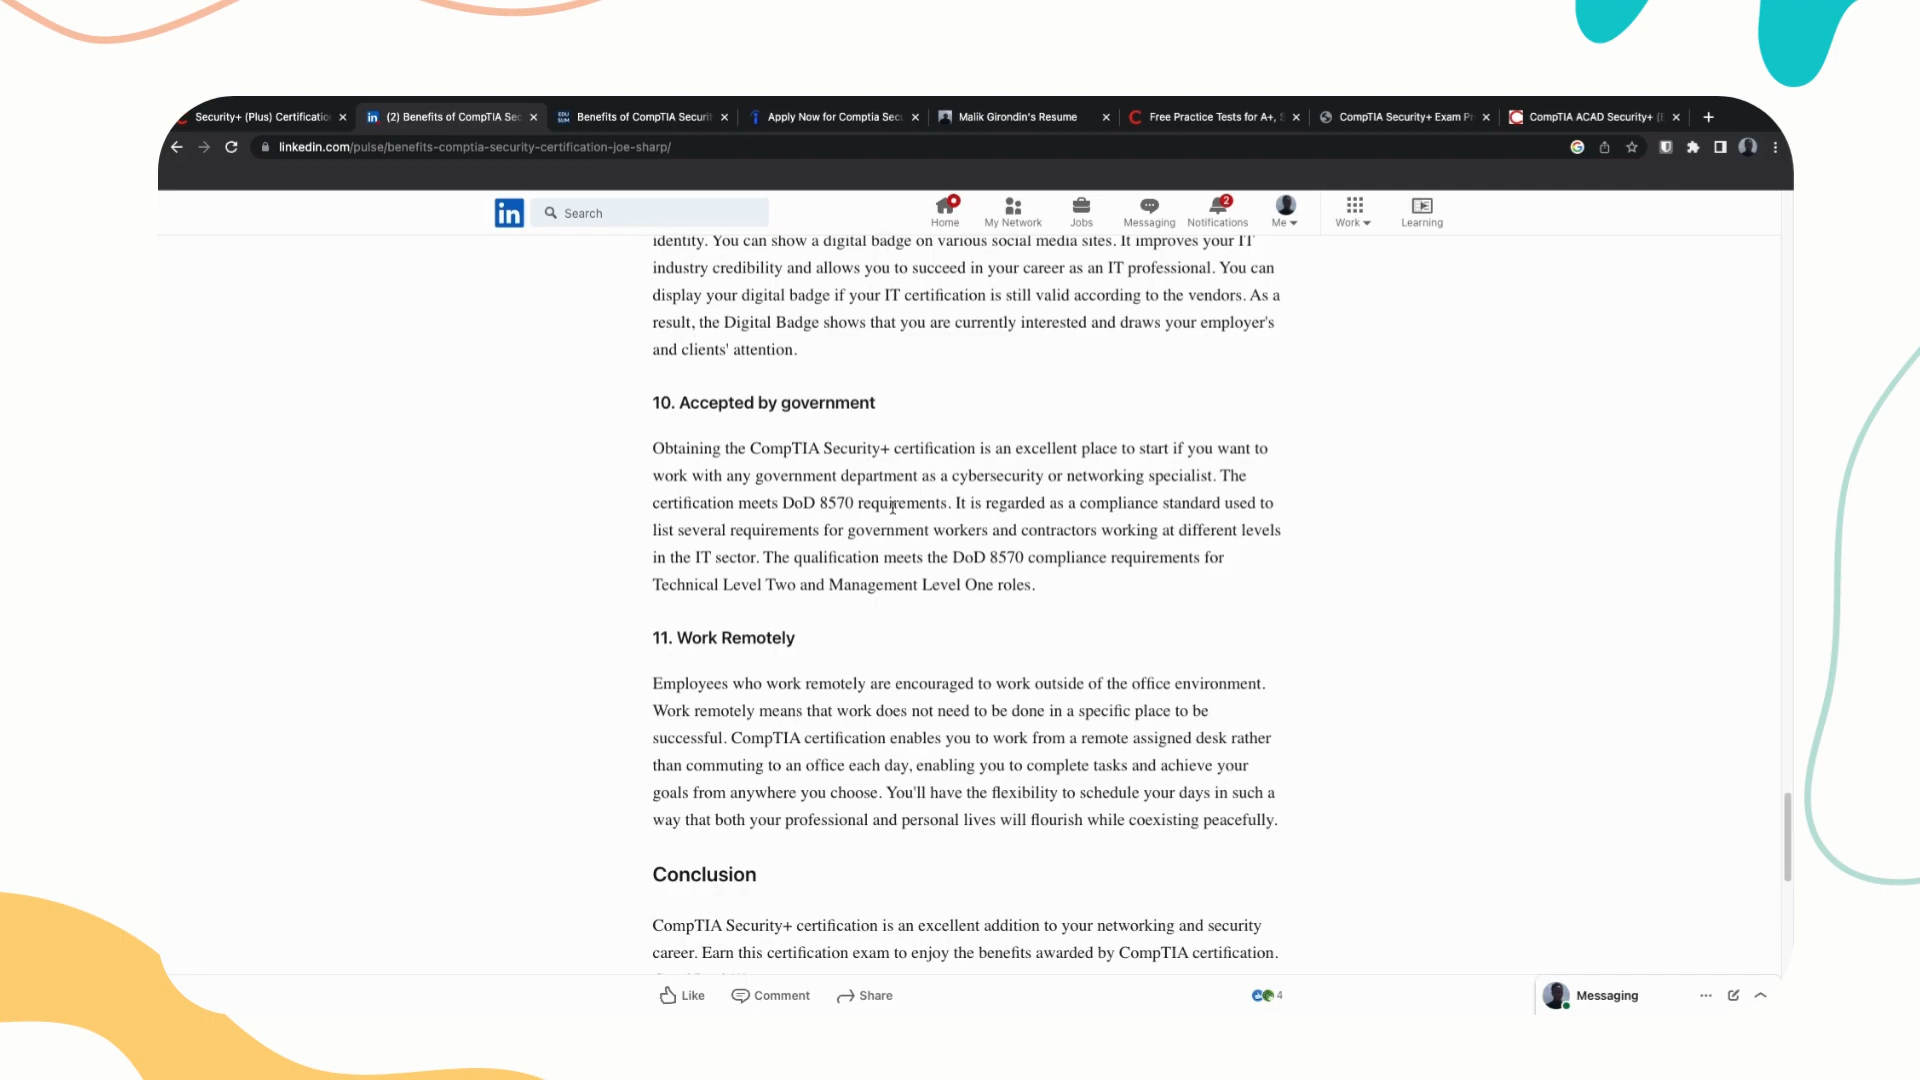 Security+ (Plus) Certificatio
(2) Benefits of CompTIA Sec
EDU SUM
Benefits of CompTIA Securit
Apply Now for Comptia Secu
Malik Girondin's Resume
Free Practice Tests for A+, S
CompTIA Security+ Exam Pr
CompTIA ACAD Security+ (E
linkedin.com/pulse/benefits-comptia-security-certification-joe-sharp/
in
Search
Home
My Network
Jobs
Messaging
2
Notifications
Me
Work
Learning
identity. You can show a digital badge on various social media sites. It improves your IT
industry credibility and allows you to succeed in your career as an IT professional. You can
display your digital badge if your IT certification is still valid according to the vendors. As a
result, the Digital Badge shows that you are currently interested and draws your employer's
and clients' attention.
10. Accepted by government
Obtaining the CompTIA Security+ certification is an excellent place to start if you want to
work with any government department as a cybersecurity or networking specialist. The
certification meets DoD 8570 requirements. It is regarded as a compliance standard used to
list several requirements for government workers and contractors working at different levels
in the IT sector. The qualification meets the DoD 8570 compliance requirements for
Technical Level Two and Management Level One roles.
11. Work Remotely
Employees who work remotely are encouraged to work outside of the office environment.
Work remotely means that work does not need to be done in a specific place to be
successful. CompTIA certification enables you to work from a remote assigned desk rather
than commuting to an office each day, enabling you to complete tasks and achieve your
goals from anywhere you choose. You'll have the flexibility to schedule your days in such a
way that both your professional and personal lives will flourish while coexisting peacefully.
Conclusion
CompTIA Security+ certification is an excellent addition to your networking and security
career. Earn this certification exam to enjoy the benefits awarded by CompTIA certification.
Like
Comment
Share
4
Messaging